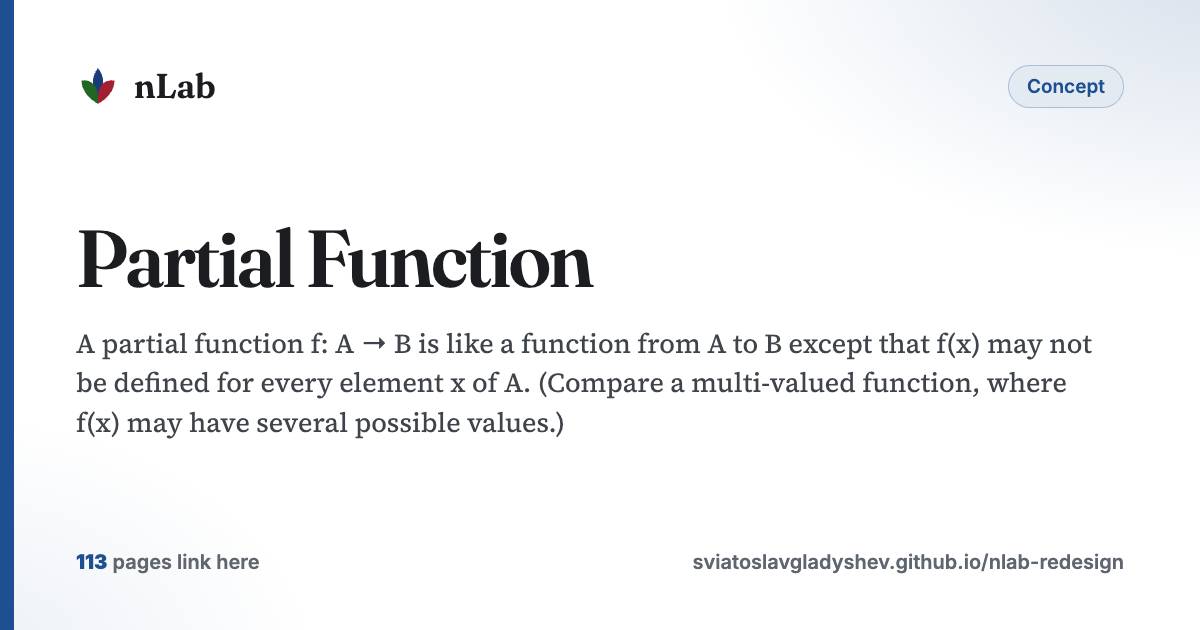 nLab
Concept
Partial Function
A partial function f: A → B is like a function from A to B except that f(x) may not
be defined for every element x of A. (Compare a multi-valued function, where
f(x) may have several possible values.)
113 pages link here
sviatoslavgladyshev.github.io/nlab-redesign